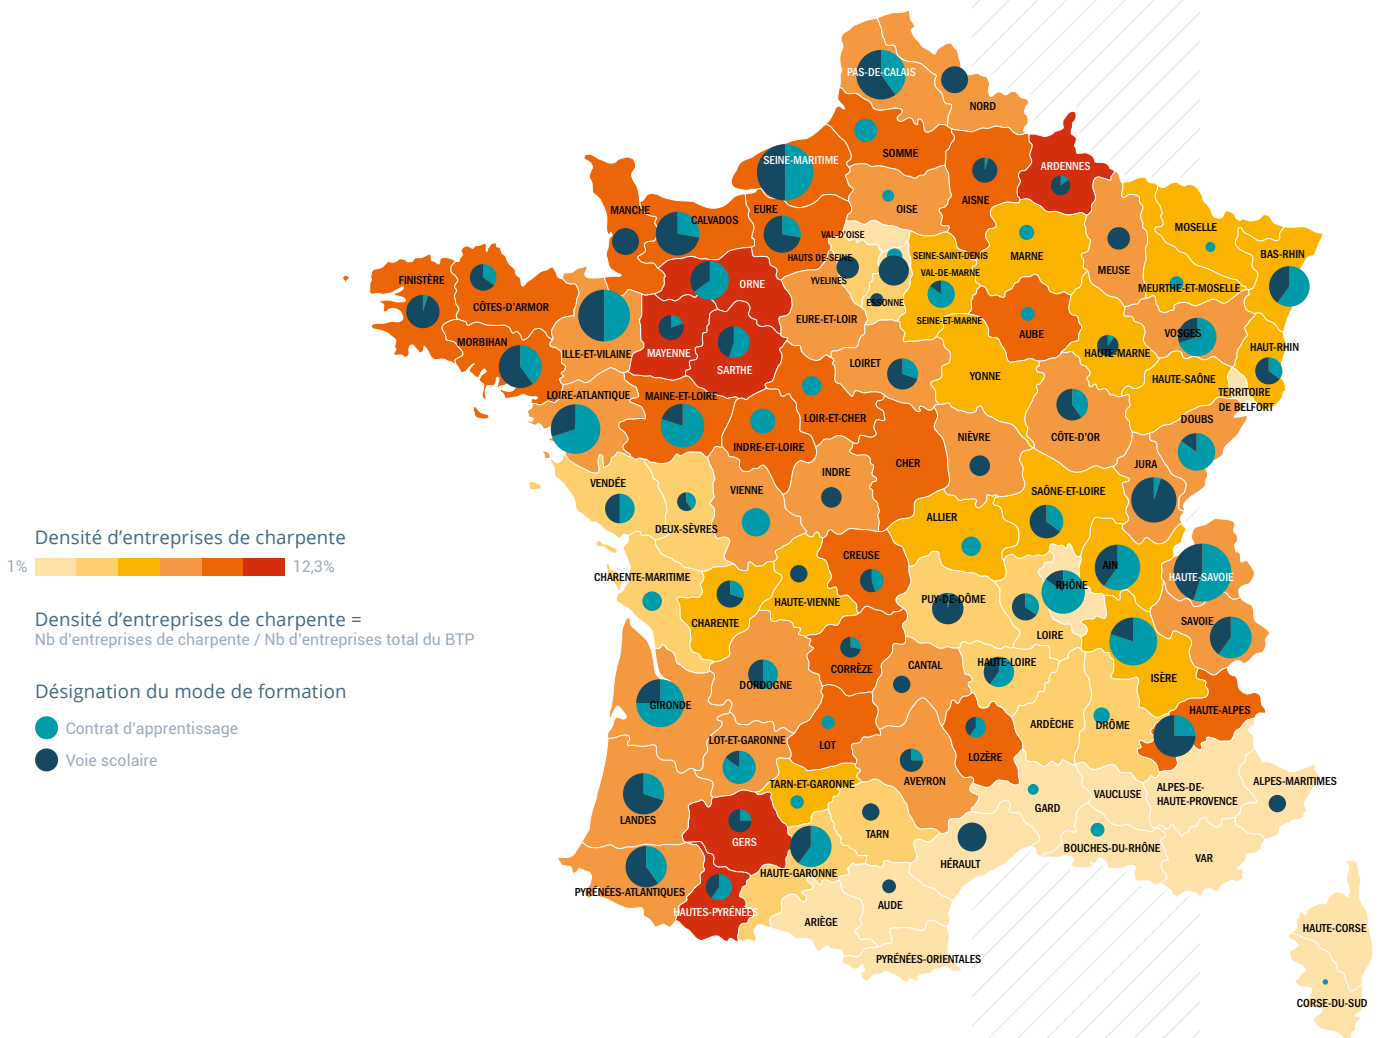 PAS-DE-CALAIS
NORD
SOMME
SEINE-MARITIME
ARDENNES
AISNE
OISE
MANCHE
CALVADOS
EURE
VAL-D'OISE
MOSELLE
HAUTS DE-SEINE
SEINE-SAINT-DENIS
VAL-DE-MARNE
MARNE
MEUSE
BAS-RHIN
FINISTÈRE
CÔTES-D'ARMOR
ORNE
YVELINES
ESSONNE
MEURTHE-ET-MOSELLE
EURE-ET-LOIR
SEINE-ET-MARNE
AUBE
VOSGES
MORBIHAN
ILLE-ET-VILAINE
MAYENNE
SARTHE
LOIRET
HAUTE-MARNE
HAUT-RHIN
YONNE
HAUTE-SAÔNE
LOIRE-ATLANTIQUE
MAINE-ET-LOIRE
TERRITOIRE
DE BELFORT
LOIR-ET-CHER
DOUBS
INDRE-ET-LOIRE
NIÈVRE
CÔTE-D'OR
CHER
JURA
VENDÉE
VIENNE
INDRE
SAÔNE-ET-LOIRE
DEUX-SÈVRES
ALLIER
Densité d'entreprises de charpente
1%
12,3%
CREUSE
AIN
CHARENTE-MARITIME
HAUTE-SAVOIE
RHÔNE
HAUTE-VIENNE
PUY-DE-DÔME
Densité d'entreprises de charpente =
Nb d'entreprises de charpente / Nb d'entreprises total du BTP
CHARENTE
LOIRE
SAVOIE
CORRÈZE
CANTAL
HAUTE-LOIRE
ISÈRE
DORDOGNE
Désignation du mode de formation
GIRONDE
HAUTE-ALPES
Contrat d'apprentissage
ARDÈCHE
DRÔME
LOT-ET-GARONNE
LOT
LOZÈRE
Voie scolaire
AVEYRON
TARN-ET-GARONNE
ALPES-MARITIMES
VAUCLUSE
ALPES-DE-
HAUTE-PROVENCE
GARD
LANDES
TARN
GERS
BOUCHES-DU-RHÔNE
VAR
HÉRAULT
HAUTE-GARONNE
PYRÉNÉES-ATLANTIQUES
AUDE
HAUTES-PYRÉNÉES
ARIÈGE
HAUTE-CORSE
PYRÉNÉES-ORIENTALES
CORSE-DU-SUD